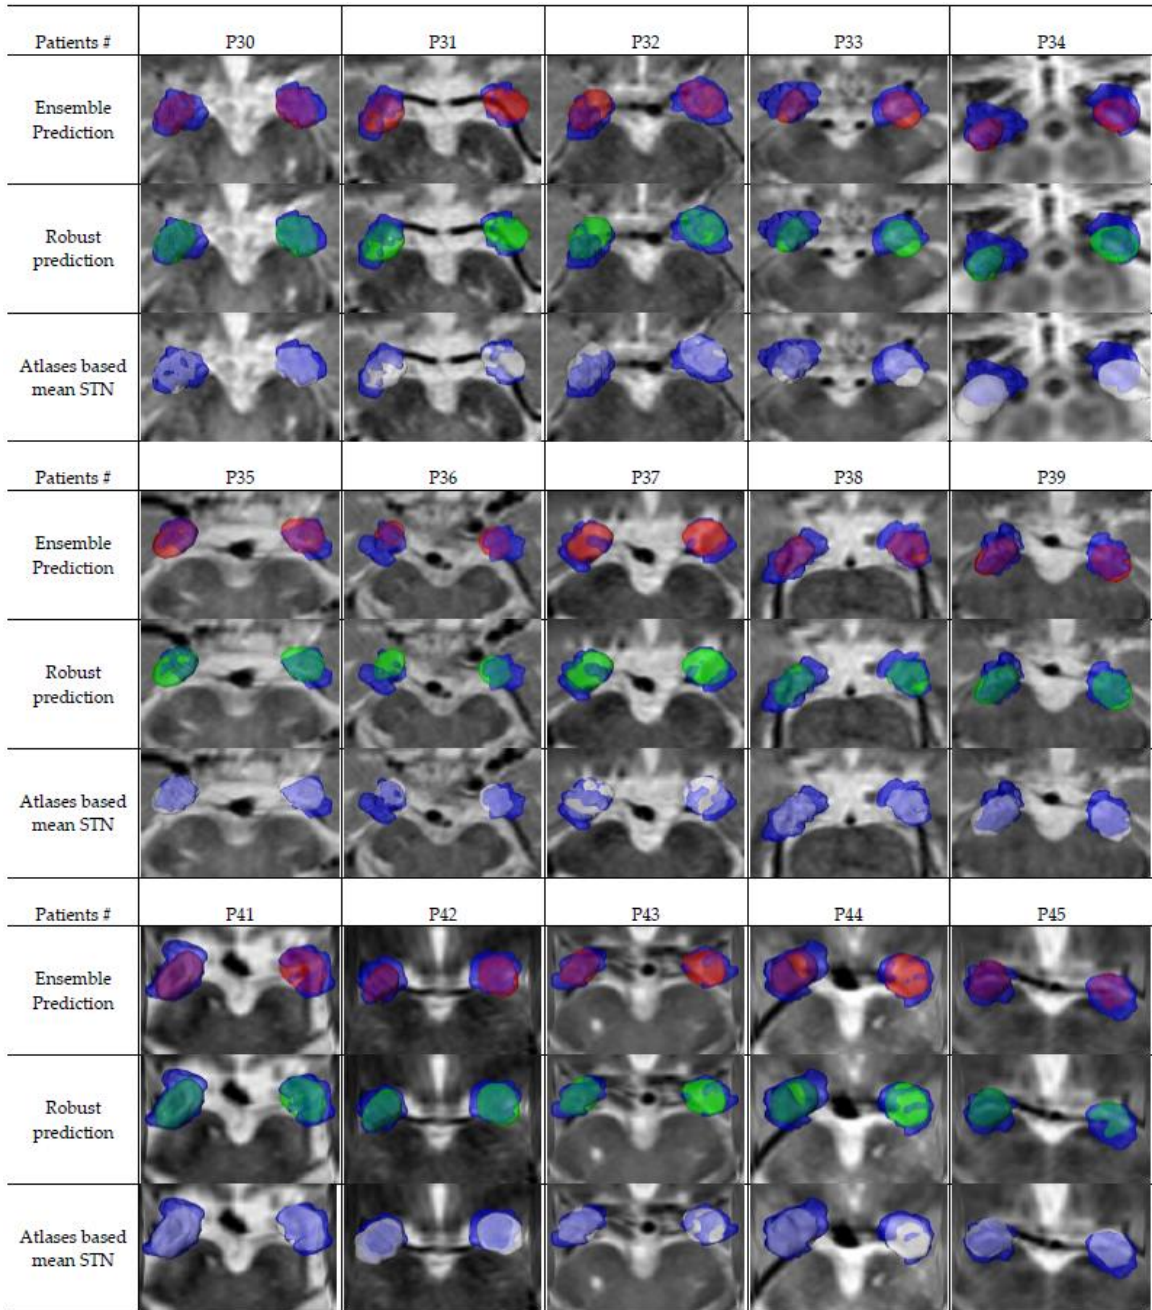 Patients # P30 P31 P32 P33 P34
Ensemble
Prediction
Robust
prediction
Atlases based
mean STN
Patients # P35 P36 P37 P38 P39
Ensemble
Prediction
Robust
prediction
Atlases based
mean STN
Patients # P41 P42 P43 P44 P45
Ensemble
Prediction
Robust
prediction
Atlases based
mean STN